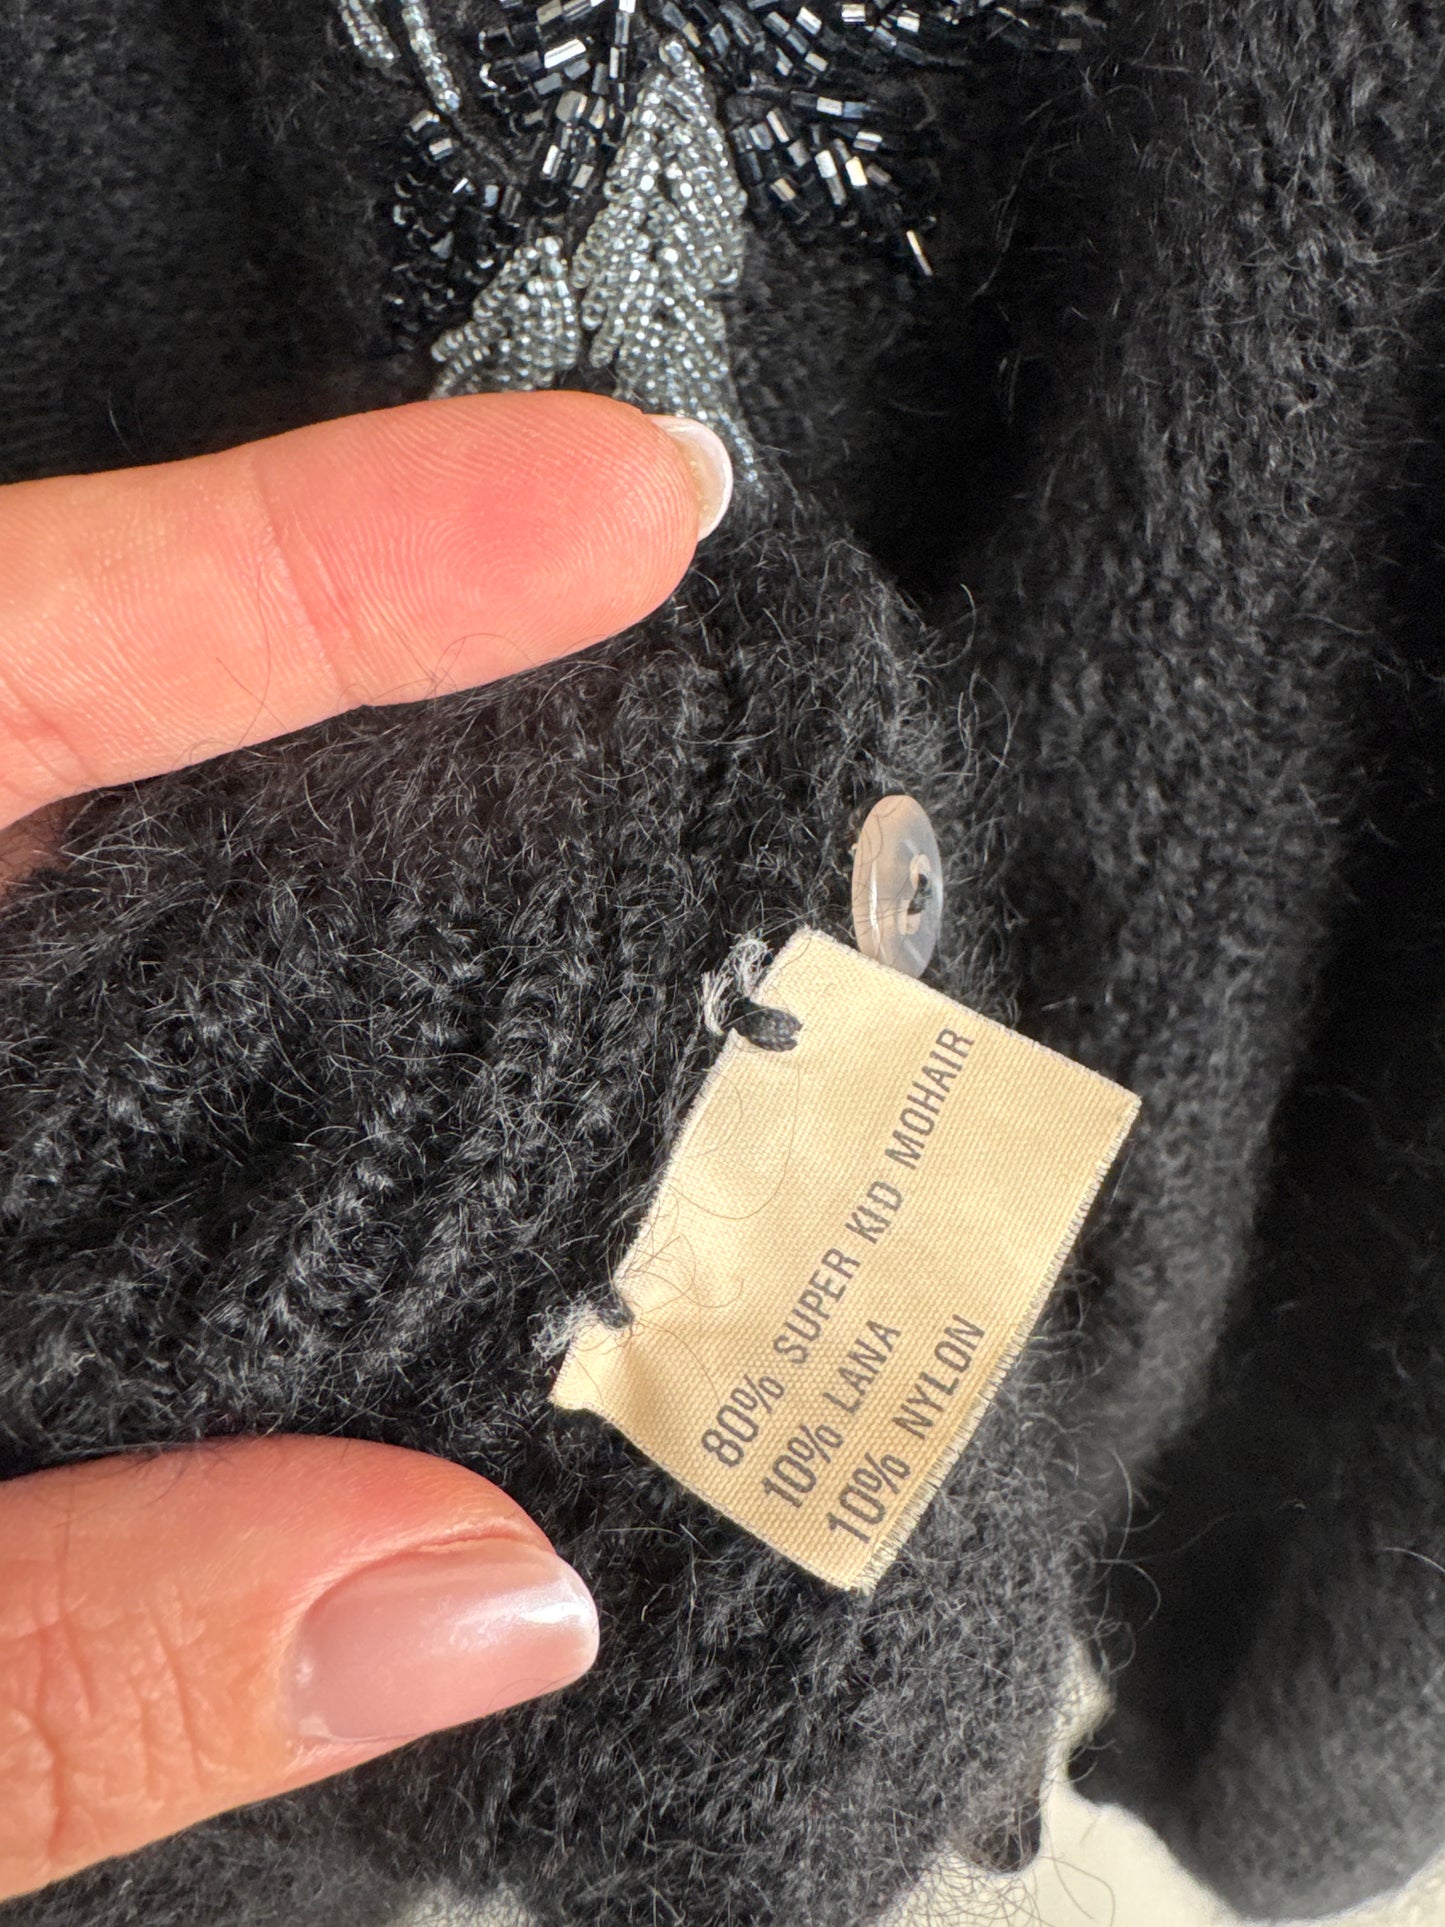 80% SUPER KID MOHAIR
10% LANA
10% NYLON